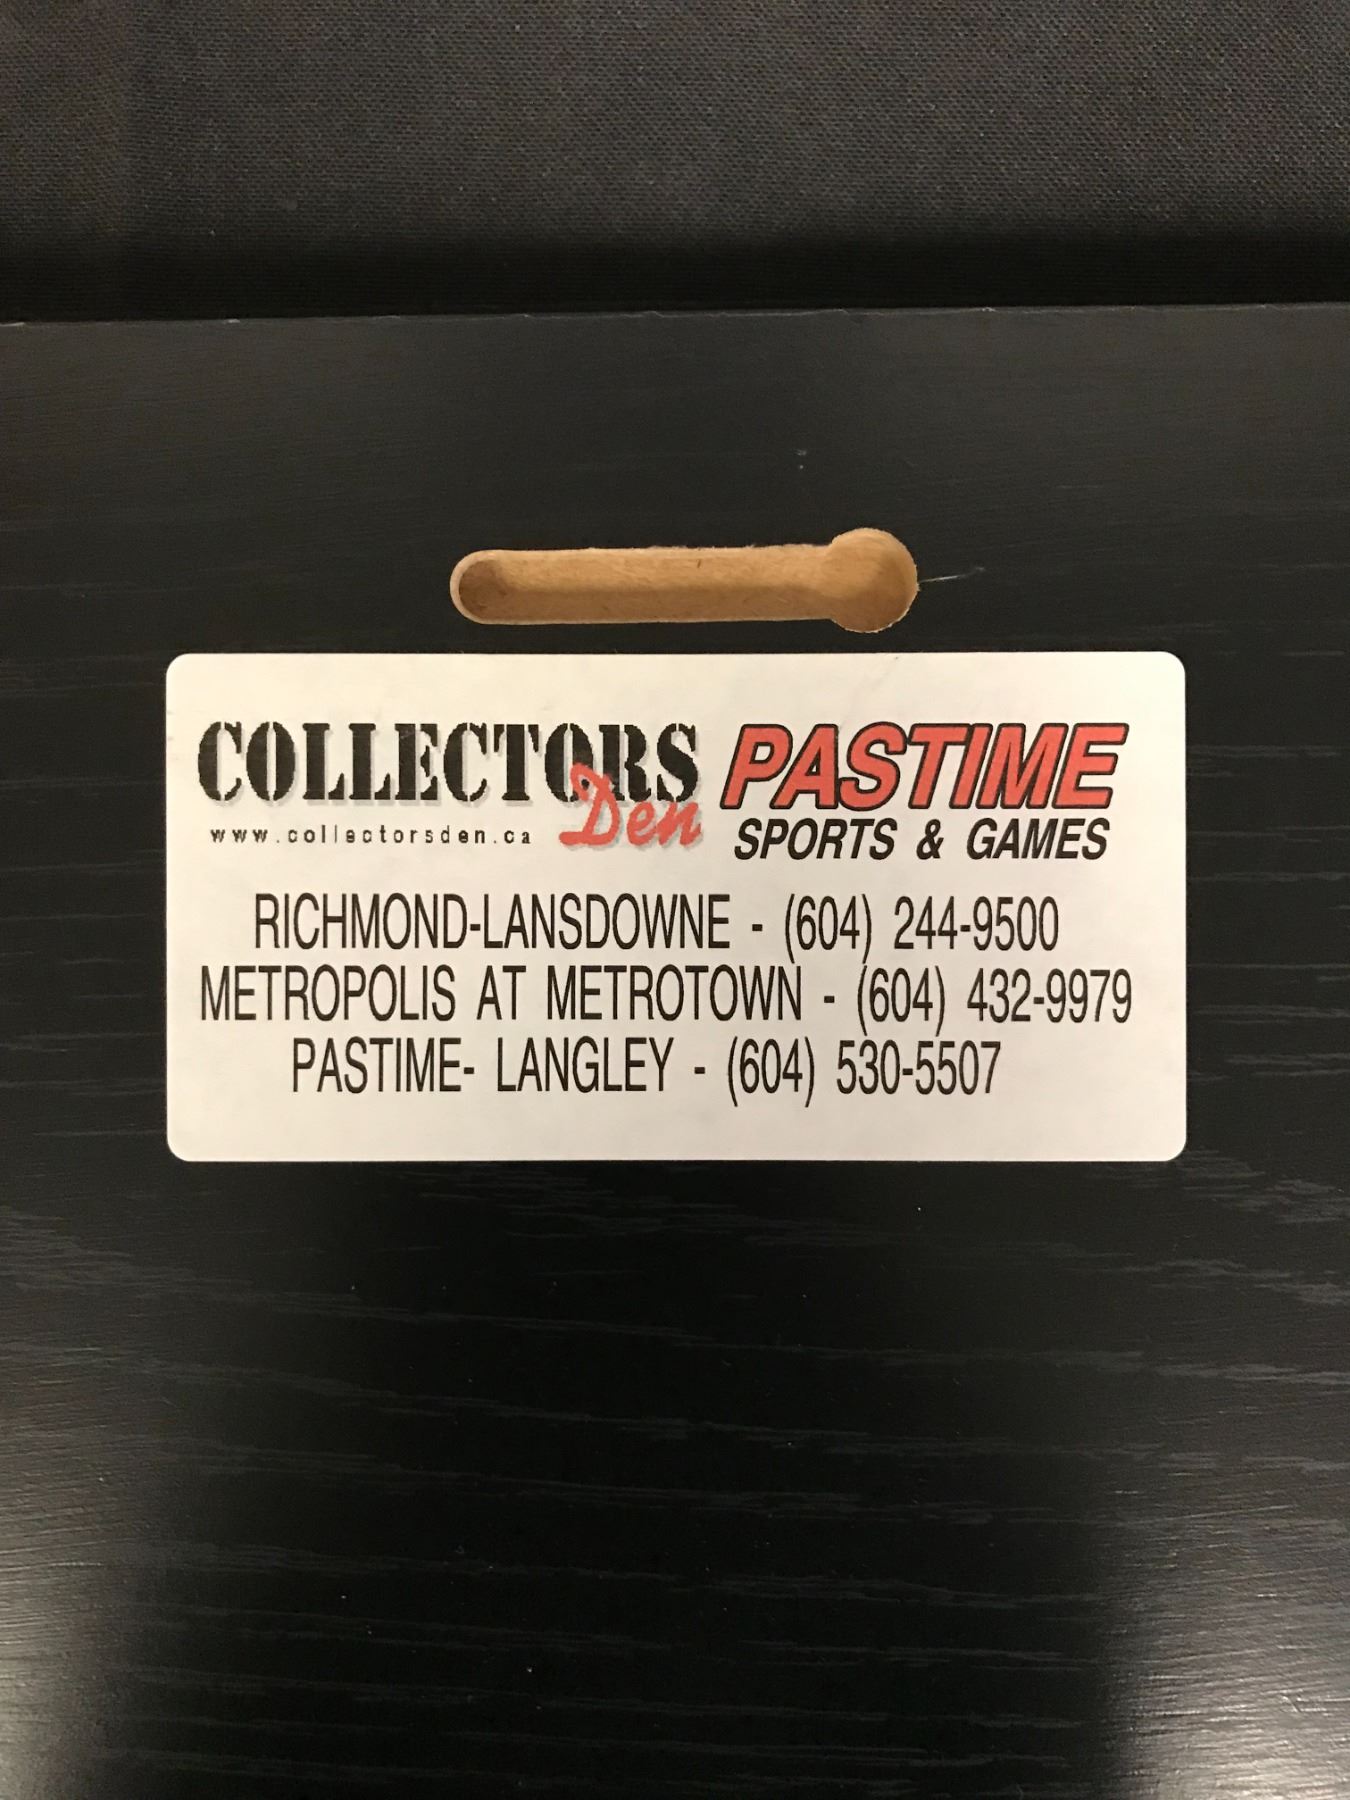 COLLECTORS Den
www.collectorsden.ca
PASTIME
SPORTS & GAMES
RICHMOND-LANSDOWNE - (604) 244-9500
METROPOLIS AT METROTOWN - (604) 432-9979
PASTIME- LANGLEY - (604) 530-5507